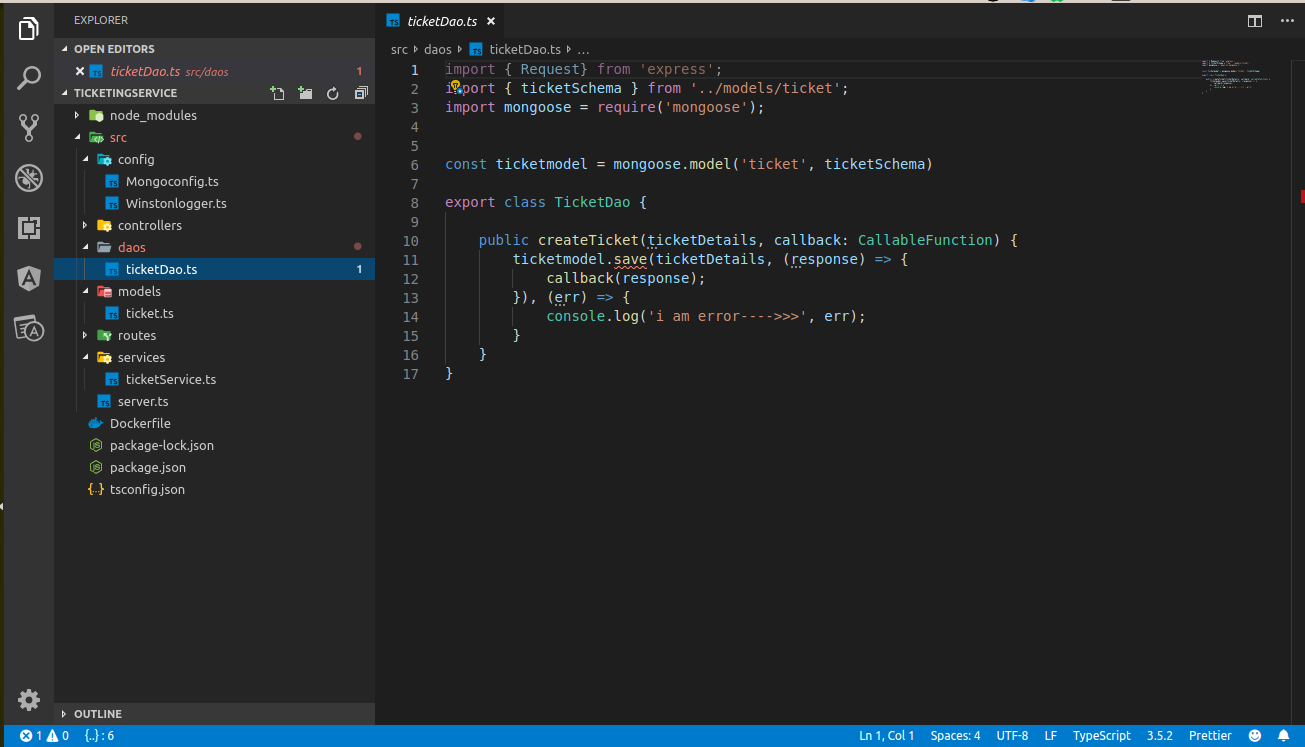 EXPLORER
OPEN EDITORS
ticketDao.ts src/daos 1
TICKETINGSERVICE
node_modules
src
config
Mongoconfig.ts
Winstonlogger.ts
controllers
daos
ticketDao.ts 1
models
ticket.ts
routes
services
ticketService.ts
server.ts
Dockerfile
package-lock.json
package.json
tsconfig.json
OUTLINE
ticketDao.ts
src daos ticketDao.ts ...
1 import { Request} from 'express';
2 import { ticketSchema } from '../models/ticket';
3 import mongoose = require('mongoose');
4
5
6 const ticketmodel = mongoose.model('ticket', ticketSchema)
7
8 export class TicketDao {
9
10 public createTicket(ticketDetails, callback: CallableFunction) {
11 ticketmodel.save(ticketDetails, (response) => {
12 callback(response);
13 }), (err) => {
14 console.log('i am error---->>>', err);
15 }
16 }
17 }
1 0 {..} : 6 Ln 1, Col 1 Spaces: 4 UTF-8 LF TypeScript 3.5.2 Prettier